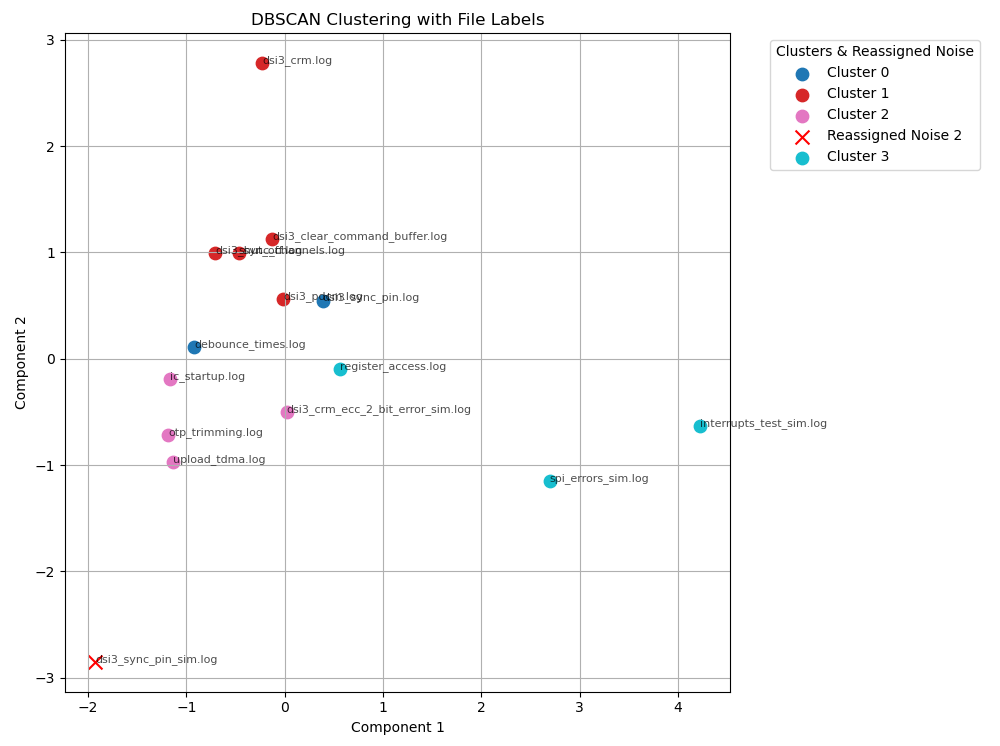 DBSCAN Clustering with File Labels
Clusters & Reassigned Noise
Cluster 0
Cluster 1
Cluster 2
Reassigned Noise 2
Cluster 3
dsi3_crm.log
dsi3_clear_command_buffer.log
dsi3_sync_pin.log
debounce_times.log
register_access.log
ic_startup.log
dsi3_crm_ecc_2_bit_error_sim.log
otp_trimming.log
interrupts_test_sim.log
upload_tdma.log
spi_errors_sim.log
dsi3_sync_pin_sim.log
3
2
1
0
−1
−2
−3
−2
−1
0
1
2
3
4
Component 1
Component 2